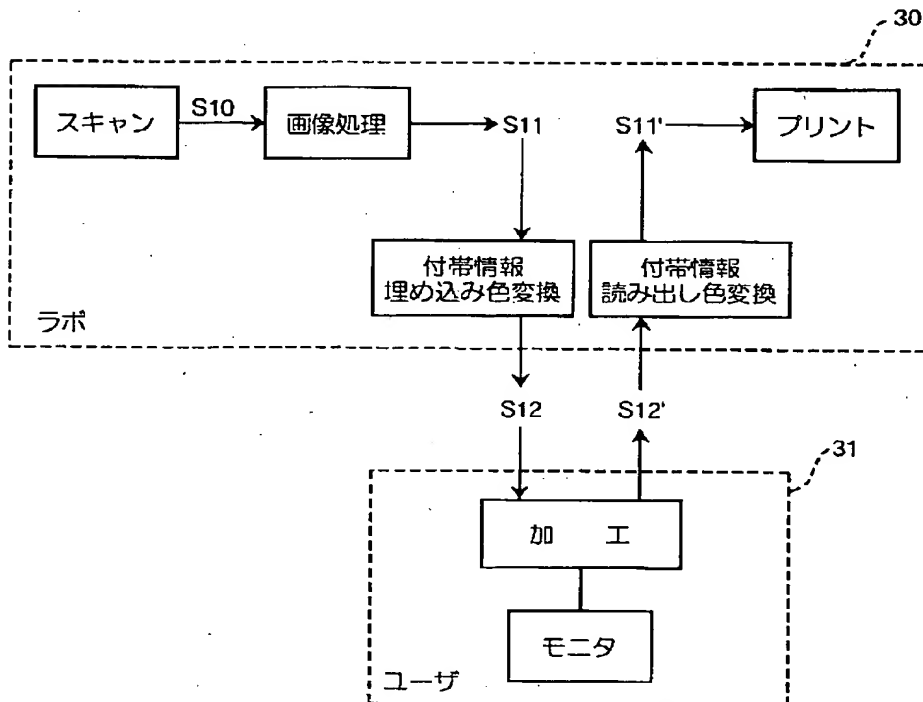 30
スキャン
S10
画像処理
S11
S11'
プリント
付帯情報
埋め込み色変換
付帯情報
読み出し色変換
ラボ
S12
S12'
31
加 工
モニタ
ユーザ